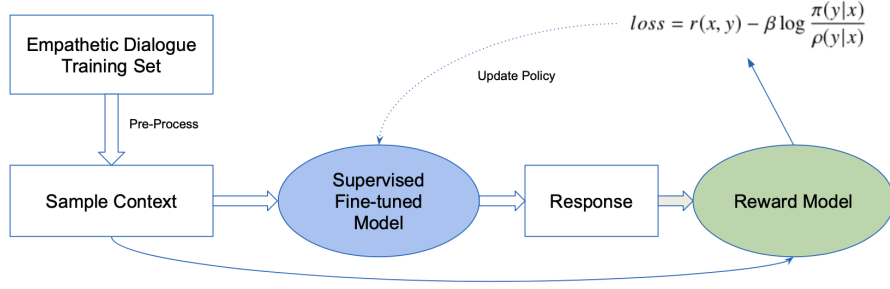 Empathetic Dialogue
Training Set
loss = r(x, y) − β log π(y|x) / ρ(y|x)
Update Policy
Pre-Process
Sample Context
Supervised
Fine-tuned
Model
Response
Reward Model